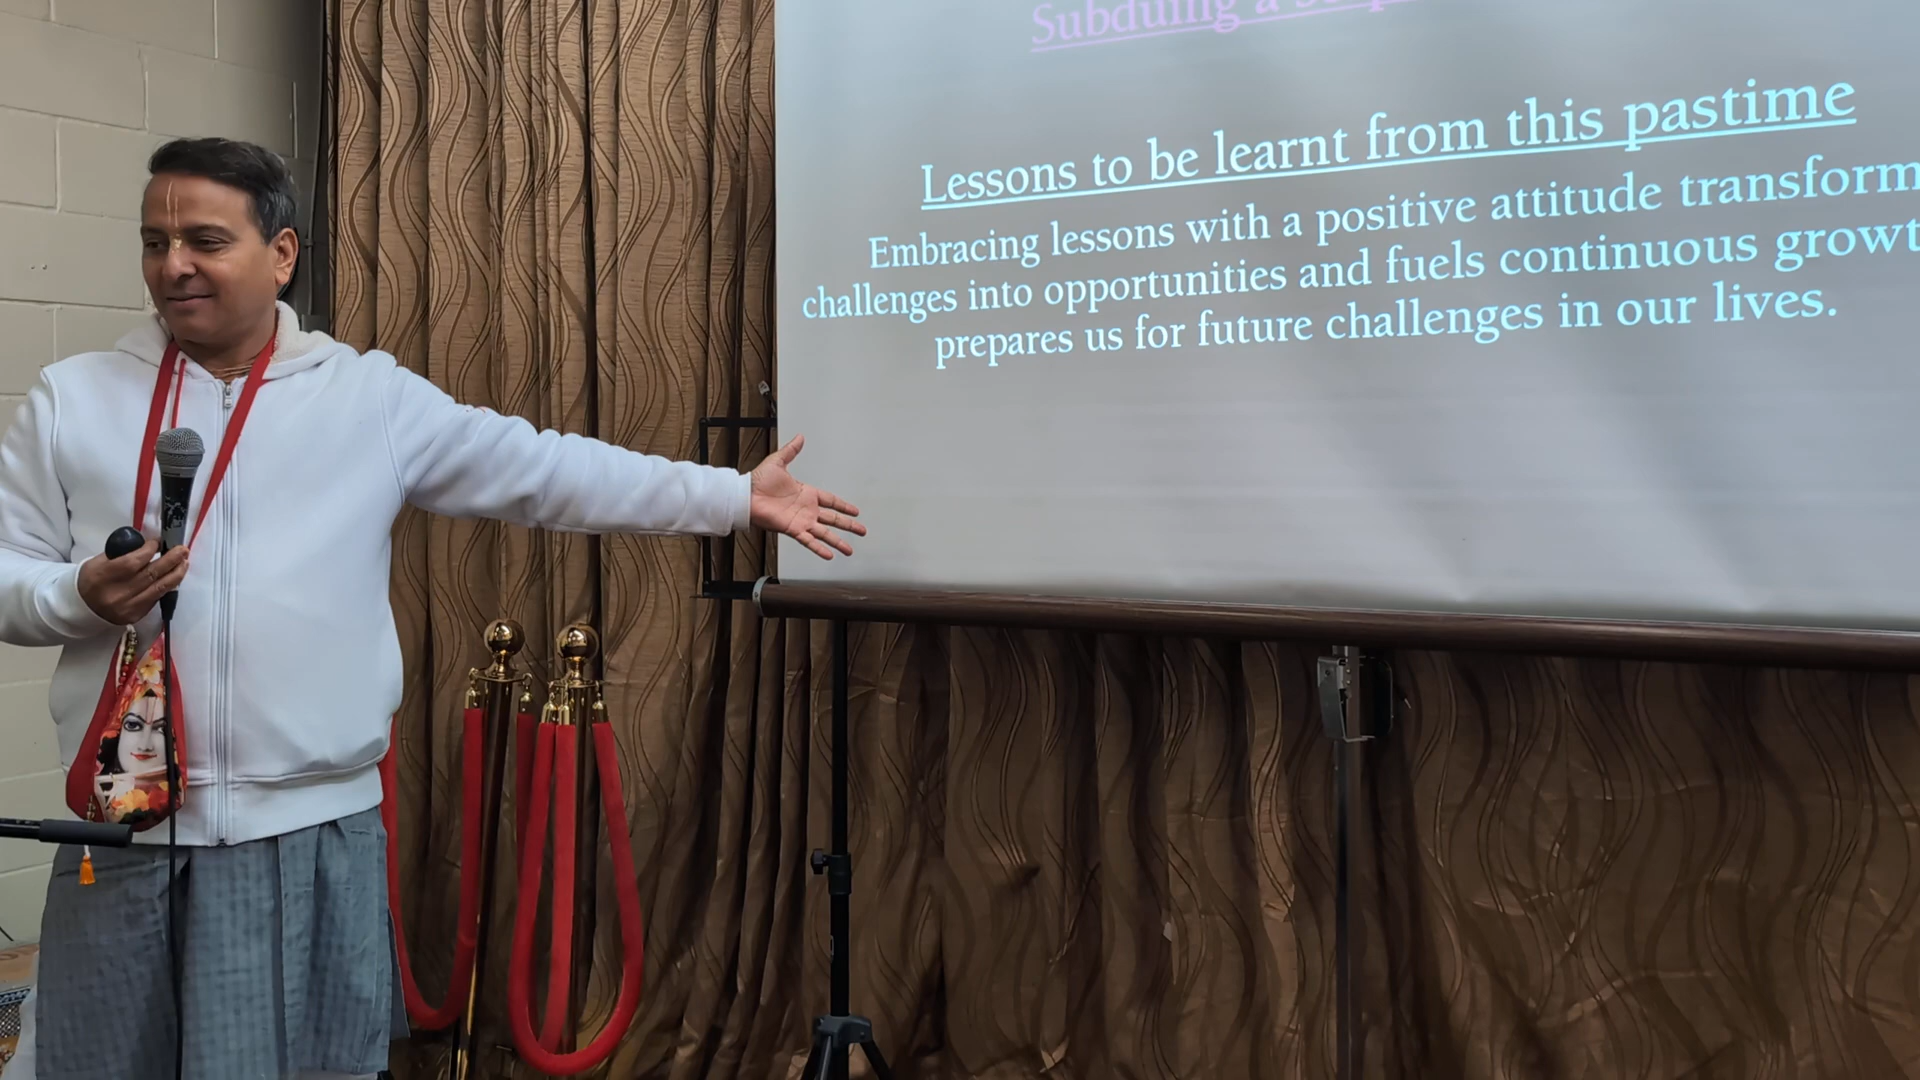 Subduing a
Lessons to be learnt from this pastime
Embracing lessons with a positive attitude transform
challenges into opportunities and fuels continuous growt
prepares us for future challenges in our lives.